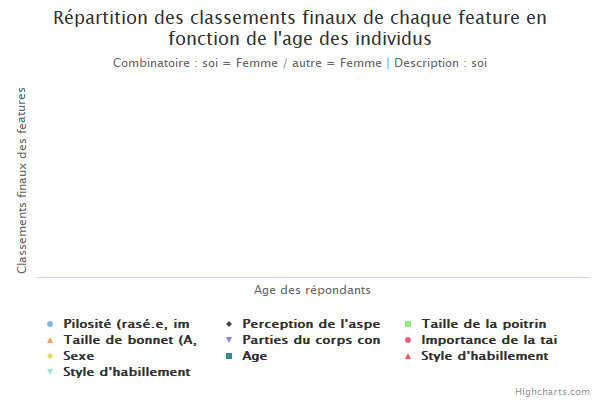 Répartition des classements finaux de chaque feature en
fonction de l'age des individus
Combinatoire : soi = Femme / autre = Femme | Description : soi
Classements finaux des features
Age des répondants
Pilosité (rasé.e, im
Perception de l'aspe
Taille de la poitrin
Taille de bonnet (A,
Parties du corps con
Importance de la tai
Sexe
Age
Style d'habillement
Style d'habillement
Highcharts.com